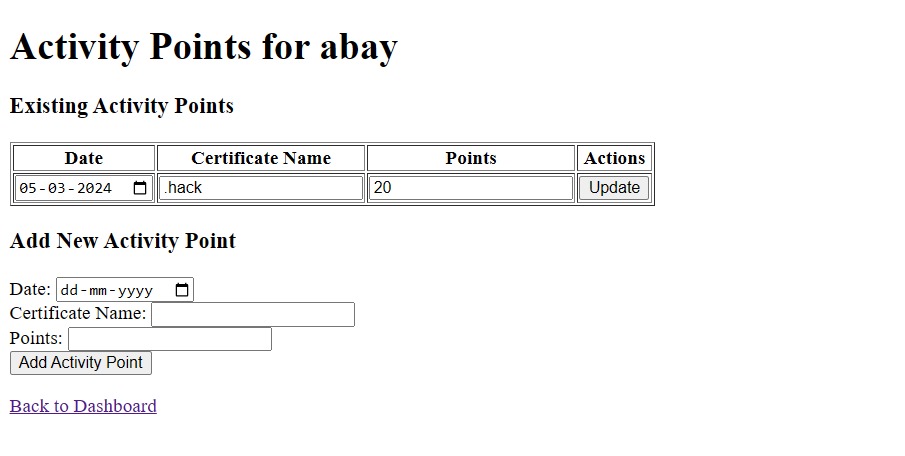 Activity Points for abay
Existing Activity Points
Date Certificate Name Points Actions
05-03-2024 .hack 20 Update
Add New Activity Point
Date: dd-mm-yyyy
Certificate Name:
Points:
Add Activity Point
Back to Dashboard